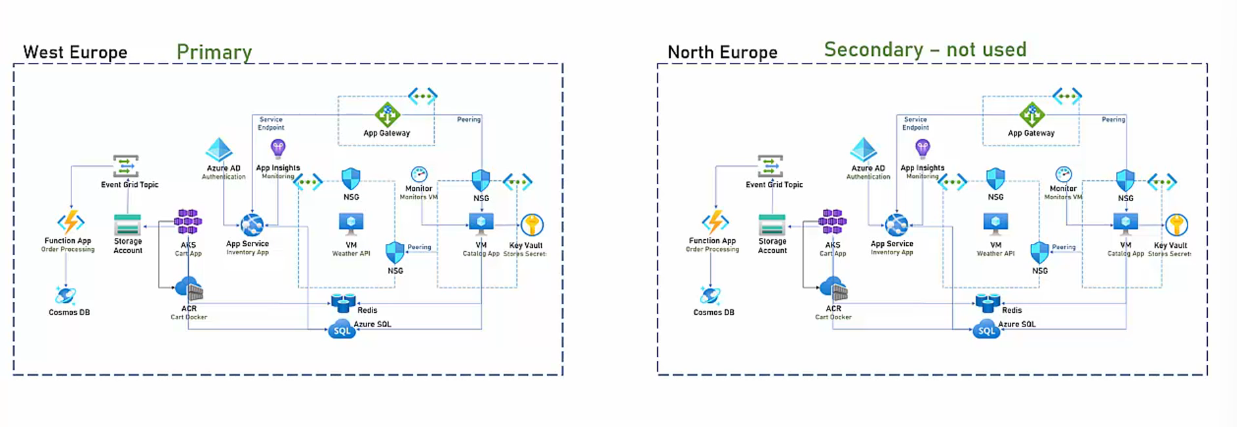 West Europe Primary
Service Endpoint
App Gateway
Peering
Azure AD
Authentication
App Insights
Monitoring
Event Grid Topic
NSG
Monitor
Monitors VM
NSG
Function App
Order Processing
Storage Account
AKS
Cart App
App Service
Inventory App
VM
Weather API
Peering
NSG
VM
Catalog App
Key Vault
Stores Secrets
Cosmos DB
ACR
Cart Docker
Redis
Azure SQL
SQL
North Europe Secondary – not used
Service Endpoint
App Gateway
Peering
Azure AD
Authentication
App Insights
Monitoring
Event Grid Topic
NSG
Monitor
Monitors VM
NSG
Function App
Order Processing
Storage Account
AKS
Cart App
App Service
Inventory App
VM
Weather API
Peering
NSG
VM
Catalog App
Key Vault
Stores Secrets
Cosmos DB
ACR
Cart Docker
Redis
Azure SQL
SQL